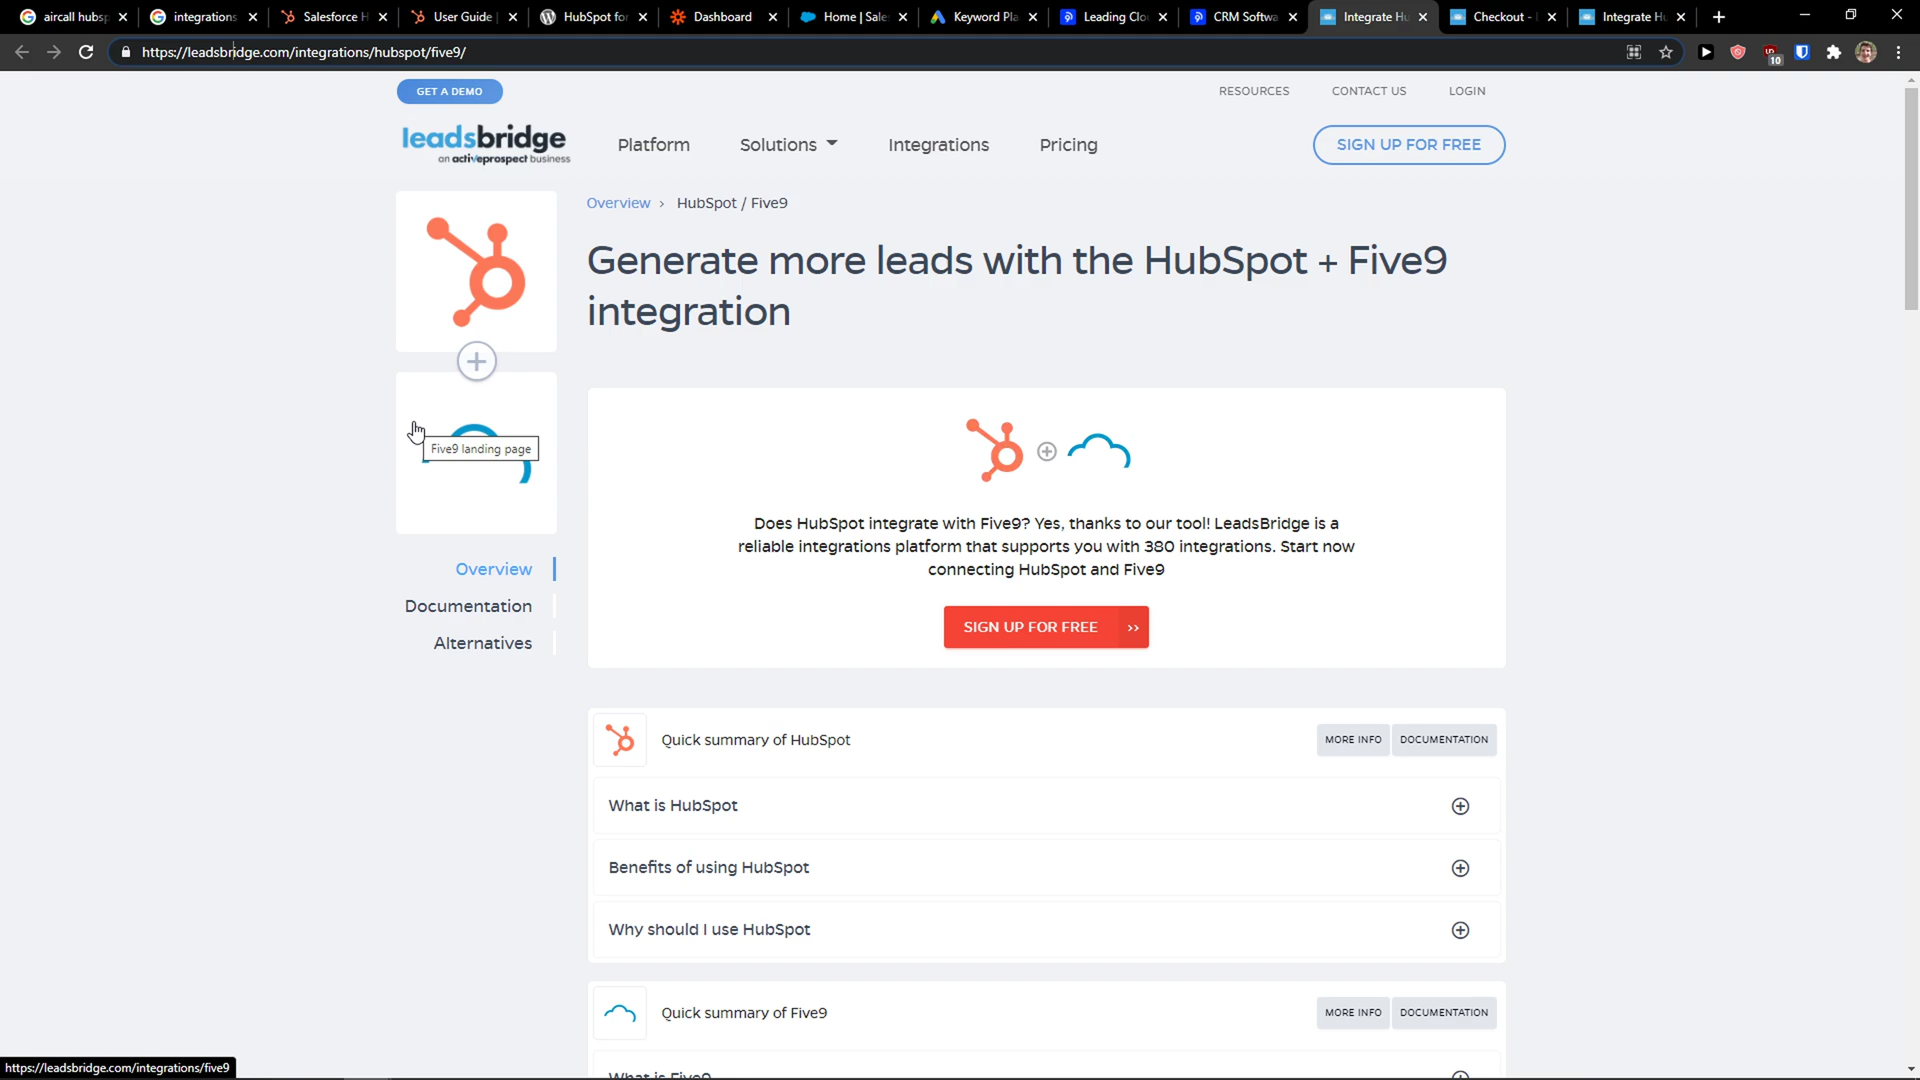 aircall hubsp
integrations
Salesforce H
User Guide |
HubSpot for
Dashboard
Home | Sale
Keyword Pla
Leading Clo
CRM Softwa
Integrate Hu
Checkout -
Integrate Hu
https://leadsbridge.com/integrations/hubspot/five9/
10
GET A DEMO
RESOURCES
CONTACT US
LOGIN
leadsbridge
an activeprospect business
Platform
Solutions
Integrations
Pricing
SIGN UP FOR FREE
Overview › HubSpot / Five9
Generate more leads with the HubSpot + Five9
integration
Five9 landing page
Does HubSpot integrate with Five9? Yes, thanks to our tool! LeadsBridge is a
reliable integrations platform that supports you with 380 integrations. Start now
connecting HubSpot and Five9
SIGN UP FOR FREE >>
Overview
Documentation
Alternatives
Quick summary of HubSpot
MORE INFO
DOCUMENTATION
What is HubSpot
Benefits of using HubSpot
Why should I use HubSpot
Quick summary of Five9
MORE INFO
DOCUMENTATION
What is Five9
https://leadsbridge.com/integrations/five9